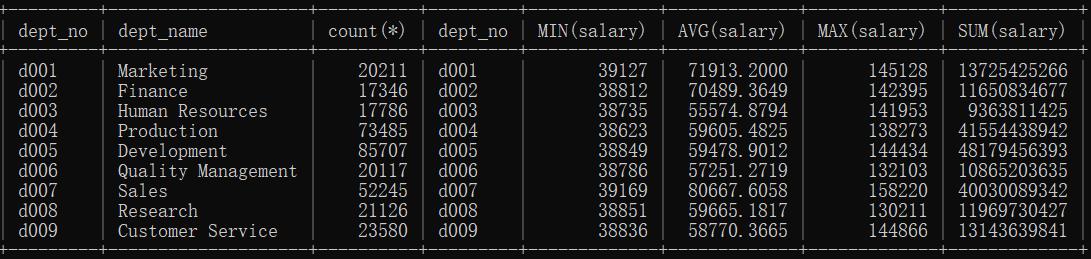 dept_no | dept_name | count(*) | dept_no | MIN(salary) | AVG(salary) | MAX(salary) | SUM(salary)
d001 | Marketing | 20211 | d001 | 39127 | 71913.2000 | 145128 | 13725425266
d002 | Finance | 17346 | d002 | 38812 | 70489.3649 | 142395 | 11650834677
d003 | Human Resources | 17786 | d003 | 38735 | 55574.8794 | 141953 | 9363811425
d004 | Production | 73485 | d004 | 38623 | 59605.4825 | 138273 | 41554438942
d005 | Development | 85707 | d005 | 38849 | 59478.9012 | 144434 | 48179456393
d006 | Quality Management | 20117 | d006 | 38786 | 57251.2719 | 132103 | 10865203635
d007 | Sales | 52245 | d007 | 39169 | 80667.6058 | 158220 | 40030089342
d008 | Research | 21126 | d008 | 38851 | 59665.1817 | 130211 | 11969730427
d009 | Customer Service | 23580 | d009 | 38836 | 58770.3665 | 144866 | 13143639841